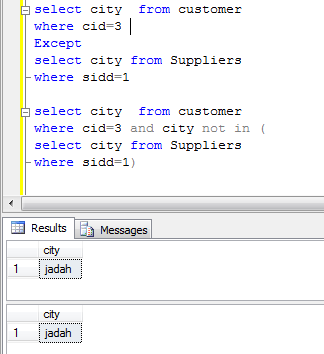 select city  from customer
where cid=3
Except
select city from Suppliers
where sidd=1
select city  from customer
where cid=3 and city not in (
select city from Suppliers
where sidd=1)
Results Messages
city
1 jadah
city
1 jadah